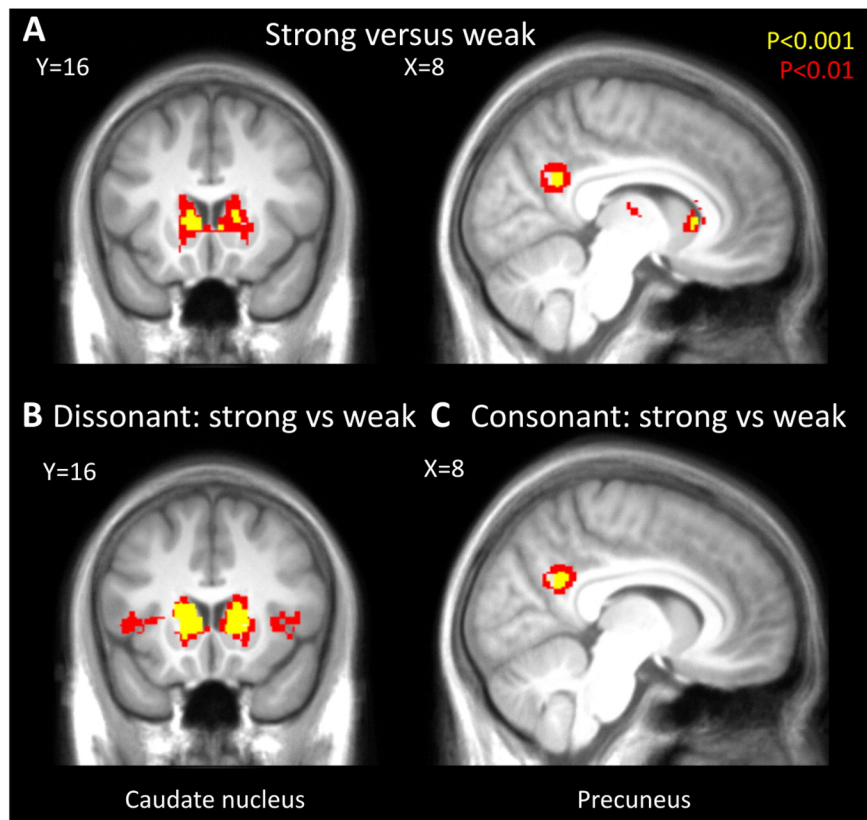 A Strong versus weak P<0.001
Y=16 X=8 P<0.01
B Dissonant: strong vs weak C Consonant: strong vs weak
Y=16 X=8
Caudate nucleus Precuneus